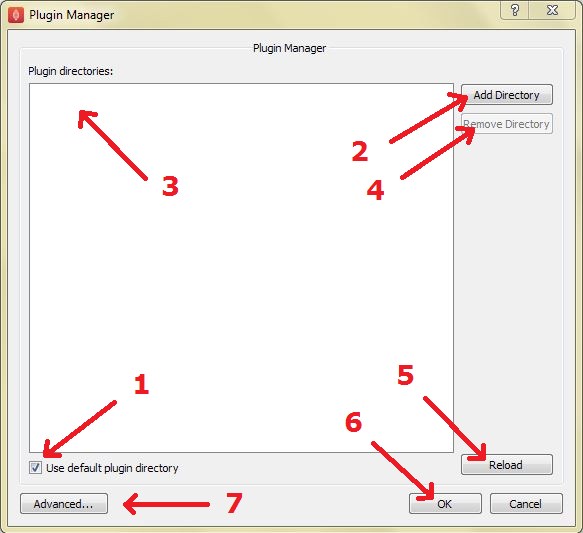 Plugin Manager
?
Plugin Manager
Plugin directories:
Add Directory
Remove Directory
2
4
3
1
5
6
Use default plugin directory
Reload
Advanced...
7
OK
Cancel